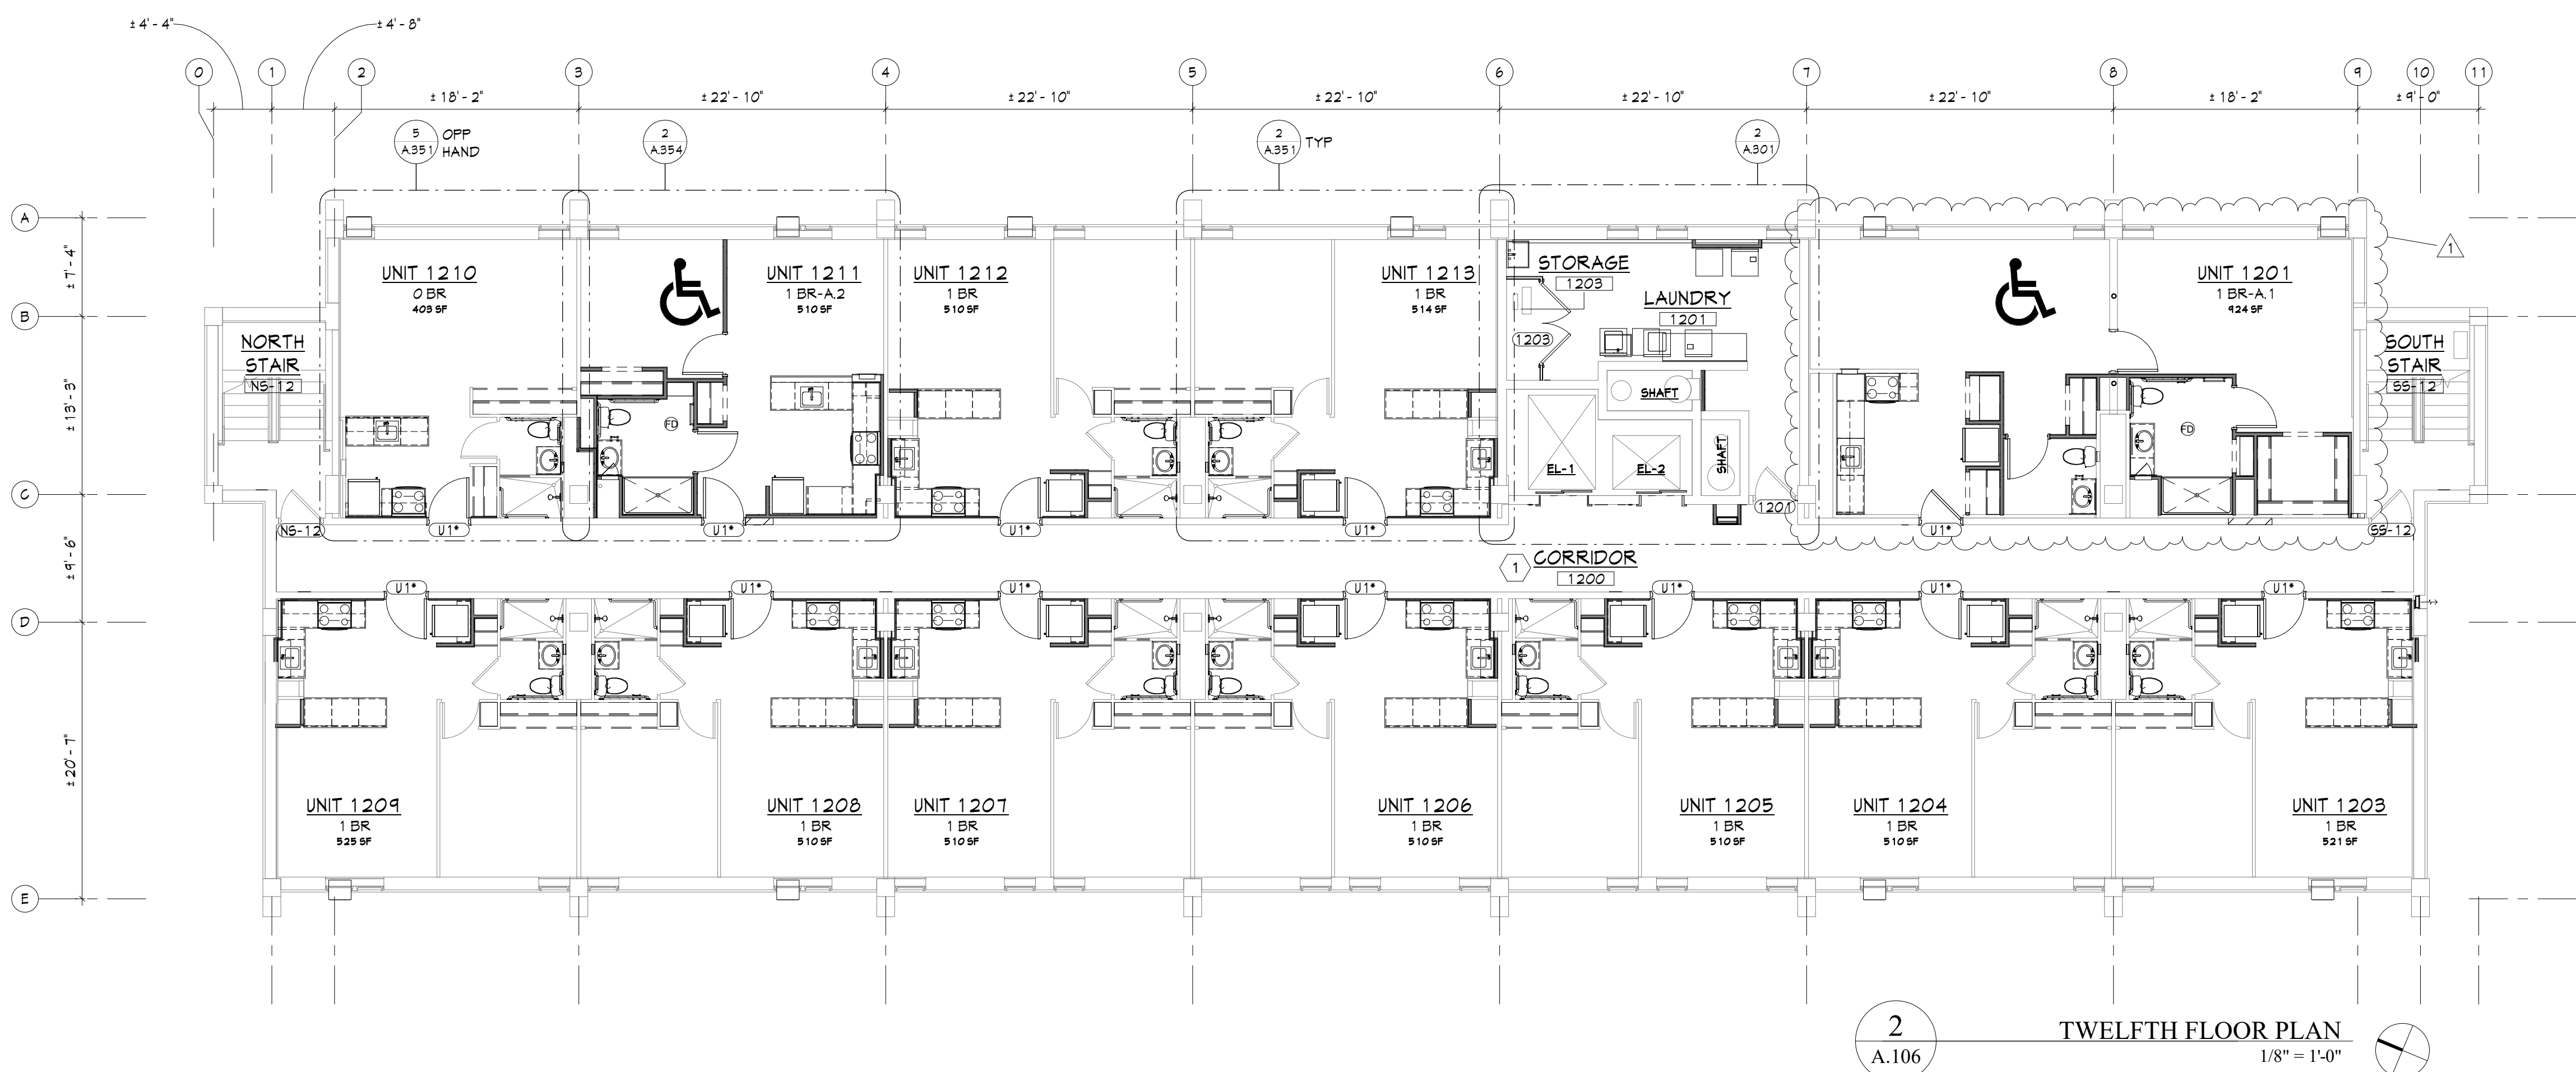 ± 4' - 4"
± 4' - 8"
0
1
2
3
4
5
6
7
8
9
10
11
± 18' - 2"
± 22' - 10"
± 22' - 10"
± 22' - 10"
± 22' - 10"
± 22' - 10"
± 18' - 2"
± 9' - 0"
5
A.351
OPP
HAND
2
A.354
2
A.351
TYP
2
A.301
A
B
C
D
E
± 7' - 4"
± 13' - 3"
± 9' - 6"
± 20' - 7"
1
UNIT 1210
0 BR
403 SF
UNIT 1211
1 BR-A.2
510 SF
UNIT 1212
1 BR
510 SF
UNIT 1213
1 BR
514 SF
STORAGE
1203
LAUNDRY
1201
1203
UNIT 1201
1 BR-A.1
924 SF
NORTH
STAIR
NS-12
SOUTH
STAIR
SS-12
SHAFT
SHAFT
EL-1
EL-2
FD
FD
NS-12
U1*
U1*
U1*
U1*
1201
U1*
SS-12
1
CORRIDOR
1200
U1*
U1*
U1*
U1*
U1*
U1*
U1*
UNIT 1209
1 BR
525 SF
UNIT 1208
1 BR
510 SF
UNIT 1207
1 BR
510 SF
UNIT 1206
1 BR
510 SF
UNIT 1205
1 BR
510 SF
UNIT 1204
1 BR
510 SF
UNIT 1203
1 BR
521 SF
2
A.106
TWELFTH FLOOR PLAN
1/8" = 1'-0"